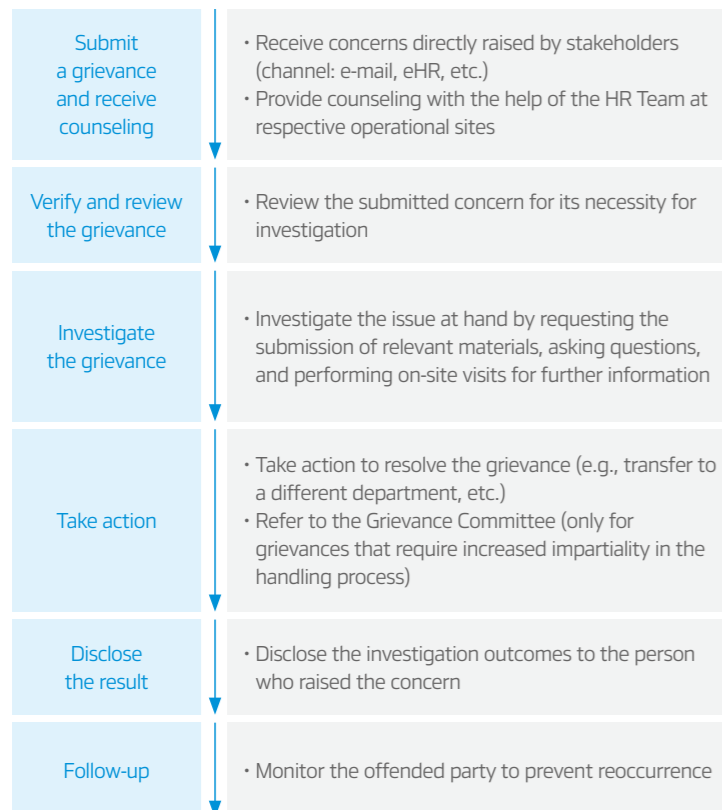 Submit
a grievance
and receive
counseling
• Receive concerns directly raised by stakeholders
(channel: e-mail, eHR, etc.)
• Provide counseling with the help of the HR Team at
respective operational sites
Verify and review
the grievance
• Review the submitted concern for its necessity for
investigation
Investigate
the grievance
• Investigate the issue at hand by requesting the
submission of relevant materials, asking questions,
and performing on-site visits for further information
Take action
• Take action to resolve the grievance (e.g., transfer to
a different department, etc.)
• Refer to the Grievance Committee (only for
grievances that require increased impartiality in the
handling process)
Disclose
the result
• Disclose the investigation outcomes to the person
who raised the concern
Follow-up
• Monitor the offended party to prevent reoccurrence